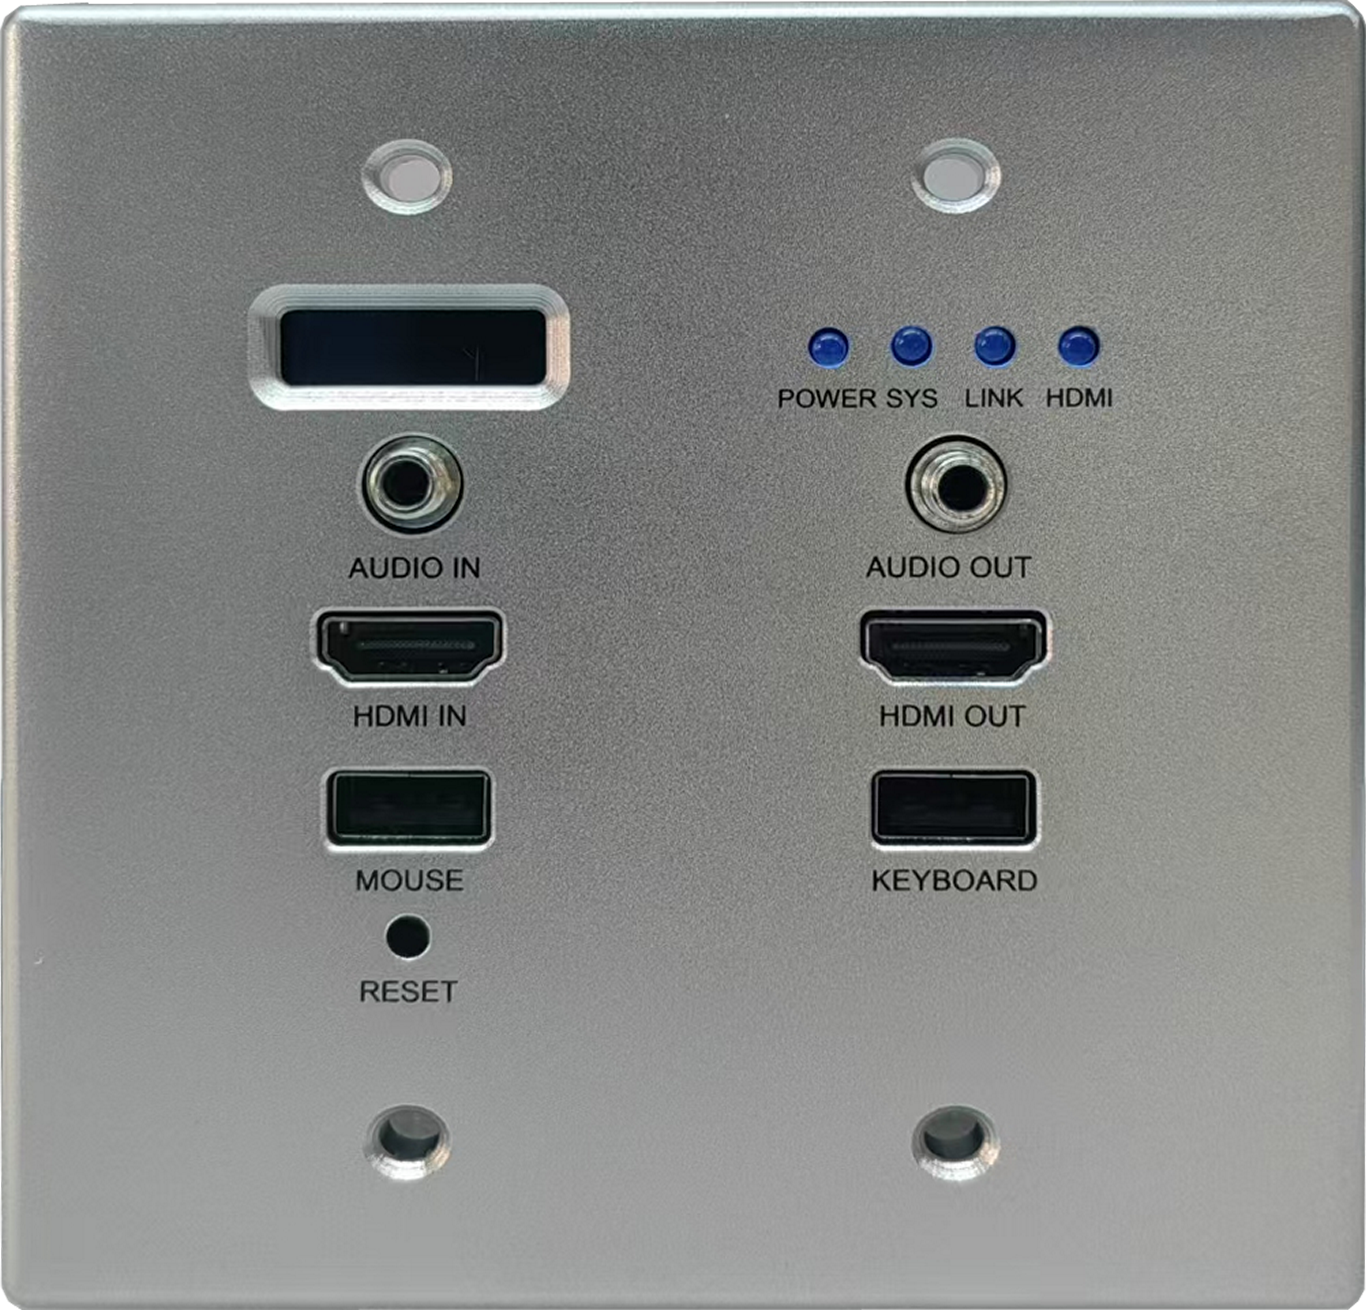 POWER SYS LINK HDMI
AUDIO IN
AUDIO OUT
HDMI IN
HDMI OUT
MOUSE
KEYBOARD
RESET